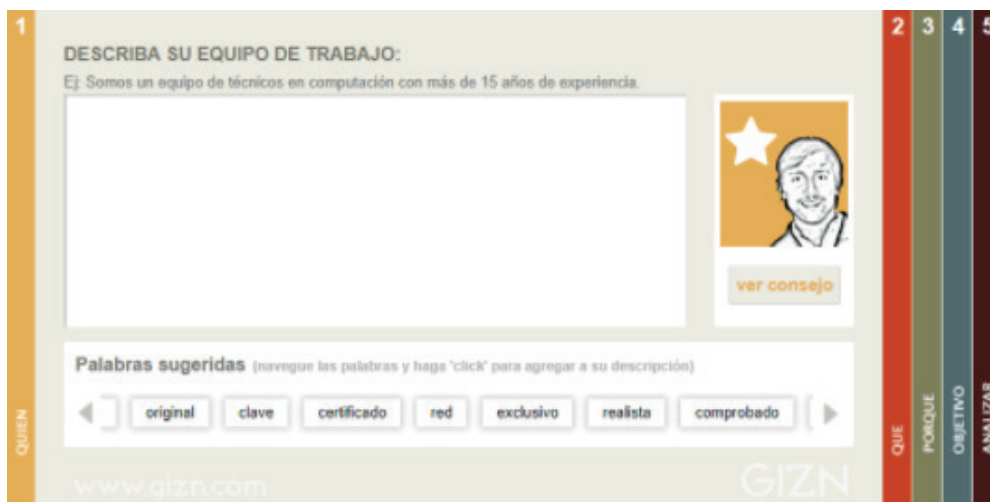 1
DESCRIBA SU EQUIPO DE TRABAJO:
Ej: Somos un equipo de técnicos en computación con más de 15 años de experiencia.
ver consejo
Palabras sugeridas (navegue las palabras y haga 'click' para agregar a su descripción)
original clave certificado red exclusivo realista comprobado
QUIEN
www.gizn.com
GIZN
2 3 4 5
QUE
PORQUE
OBJETIVO
ANALIZAR